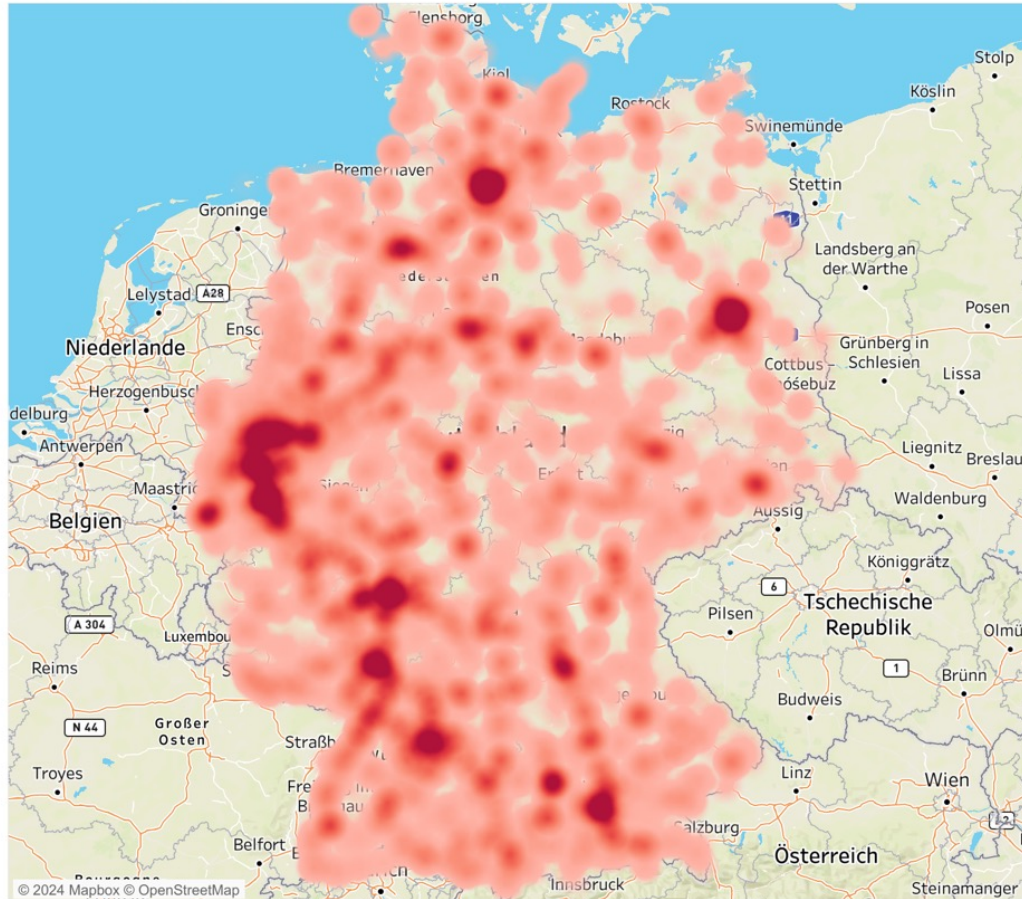 Flensborg
Kiel
Stolp
Köslin
Rostock
Swinemünde
Bremerhaven
Stettin
Groninge
11
Landsberg an
der Warthe
Lelystad
A28
Posen
Niederlande
Grünberg in
Schlesien
Cottbus
Lissa
Herzogenbusc
delburg
Antwerpen
Liegnitz
Breslau
Maastric
Siegen
Waldenburg
Belgien
Aussig
Königgrätz
6
A 304
Pilsen
Tschechische
Republik
Luxembou
Olmü
Reims
1
Brünn
Budweis
N 44
Großer
Osten
Straßb
Troyes
Linz
Wien
Salzburg
Belfort
Österreich
Innsbruck
Steinamanger
© 2024 Mapbox © OpenStreetMap